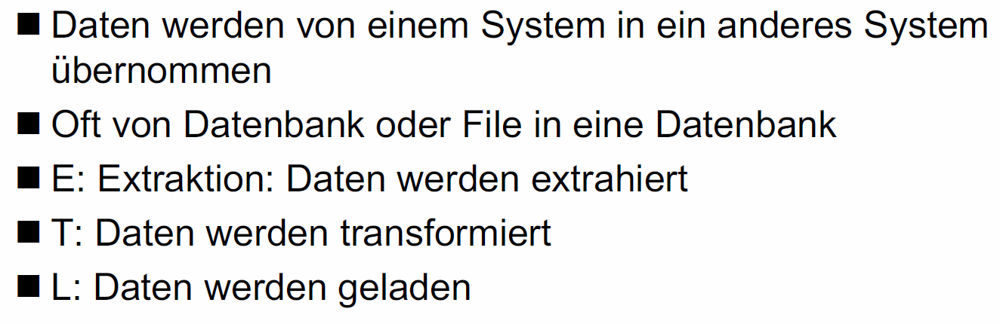 ■ Daten werden von einem System in ein anderes System
übernommen
■ Oft von Datenbank oder File in eine Datenbank
■ E: Extraktion: Daten werden extrahiert
■ T: Daten werden transformiert
■ L: Daten werden geladen